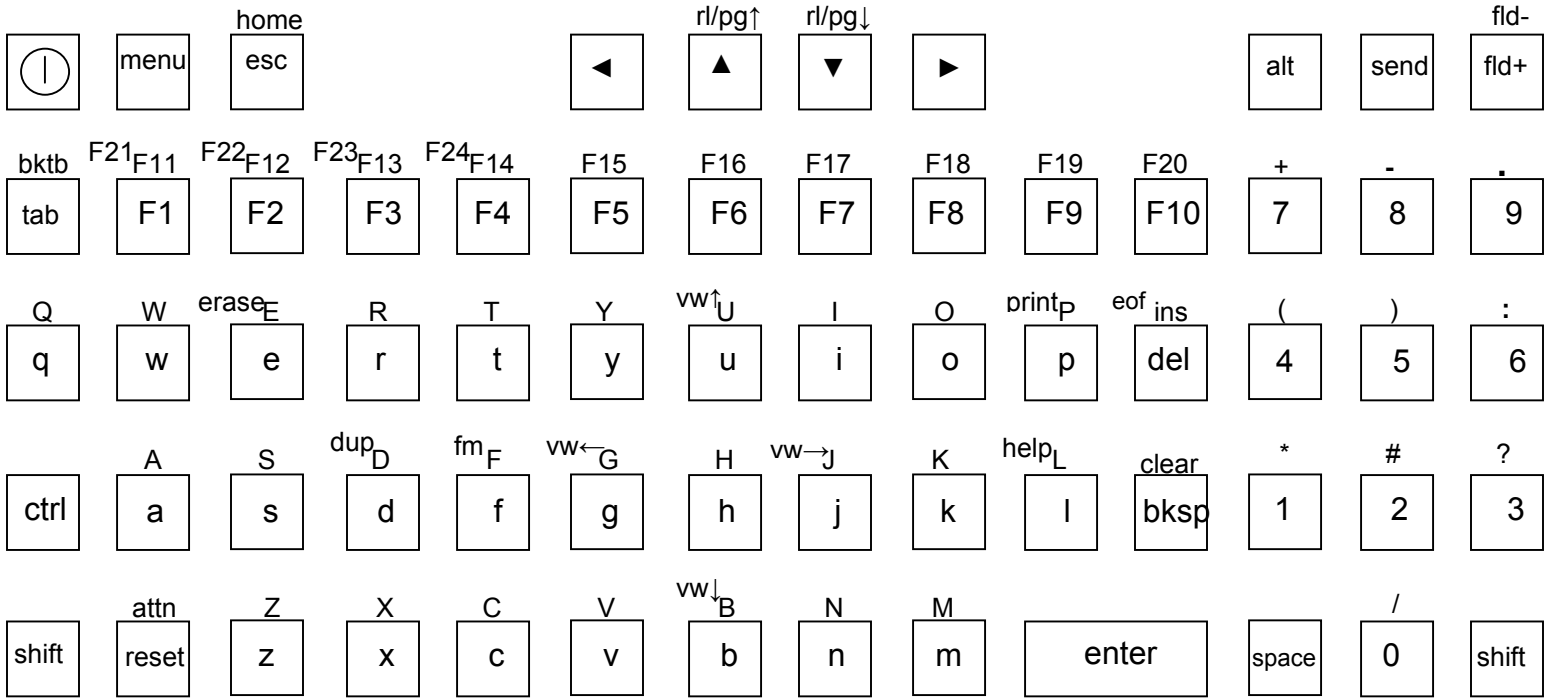 home rl/pg↑ rl/pg↓ fld-
menu esc ◄ ▲ ▼ ► alt send fld+
bktb F21 F11 F22 F12 F23 F13 F24 F14 F15 F16 F17 F18 F19 F20 + - .
tab F1 F2 F3 F4 F5 F6 F7 F8 F9 F10 7 8 9
Q W erase E R T Y vw↑ U I O print P eof ins ( ) :
q w e r t y u i o p del 4 5 6
A S dup D fm F vw← G H vw→ J K help L clear * # ?
ctrl a s d f g h j k l bksp 1 2 3
attn Z X C V vw↓ B N M /
shift reset z x c v b n m enter space 0 shift